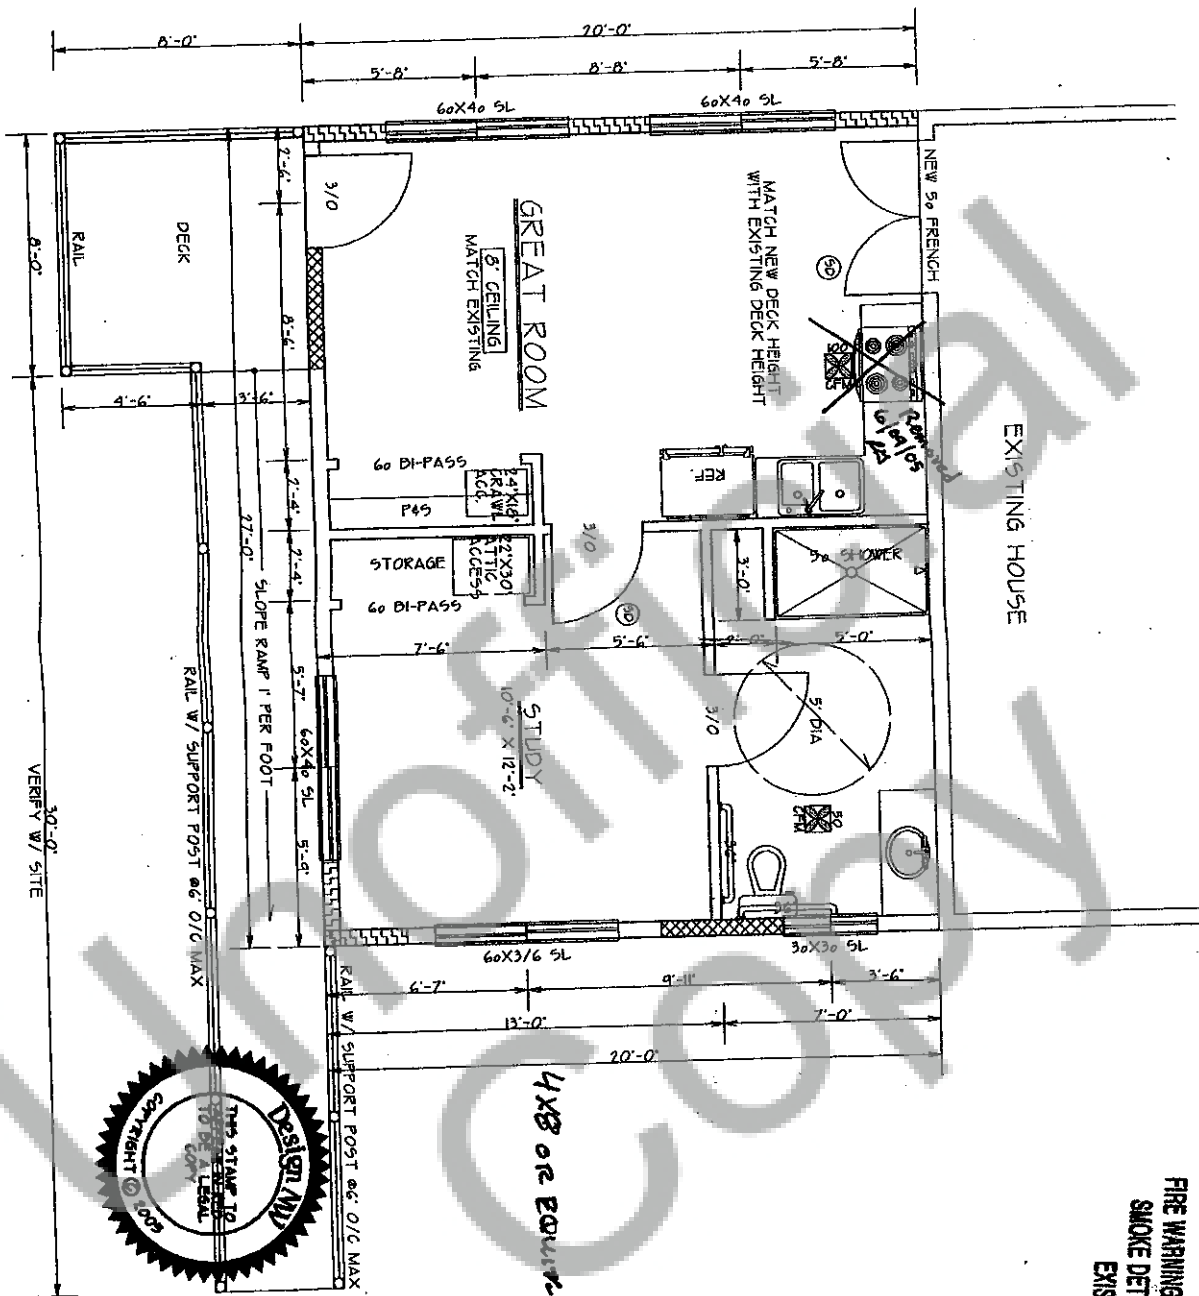 8'-0"
20'-0"
5'-8"
8'-8"
5'-8"
60X40 SL
60X40 SL
NEW 50 FRENCH
MATCH NEW DECK HEIGHT
WITH EXISTING DECK HEIGHT
SD
GREAT ROOM
8' CEILING
MATCH EXISTING
3/0
2'-6"
DECK
RAIL
8'-0"
8'-6"
4'-6"
3'-6"
100
CFM
Removed
6/09/05
EXISTING HOUSE
REF.
60 BI-PASS
24"X18"
CRAWL
ACC.
P&S
2'-4"
27'-0"
STORAGE
22"X30"
ATTIC
ACCESS
60 BI-PASS
2'-4"
3/0
SD
3'-0"
50 SHOWER
7'-6"
5'-6"
2'-0"
5'-0"
SLOPE RAMP 1" PER FOOT
5'-7"
60X40 SL
5'-9"
STUDY
10'-6" X 12'-2"
3/0
5' DIA
50
CFM
36"
36"
RAIL W/ SUPPORT POST @6' O/C MAX
30'-0"
VERIFY W/ SITE
60X3/6 SL
30X30 SL
6'-7"
9'-11"
3'-6"
13'-0"
7'-0"
20'-0"
RAIL W/ SUPPORT POST @6' O/C MAX
4X8 OR EQUIV
Design NW
THIS STAMP TO
TO BE A LEGAL
COPY
COPYRIGHT ©
FIRE WARNING
SMOKE DET
EXIS
Unofficial
Copy